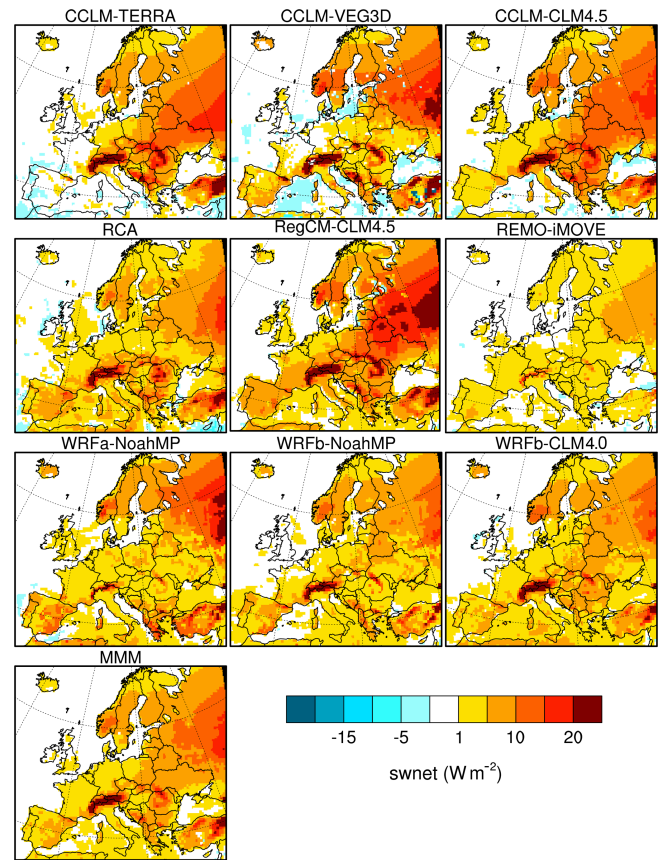 CCLM-TERRA CCLM-VEG3D CCLM-CLM4.5
RCA RegCM-CLM4.5 REMO-iMOVE
WRFa-NoahMP WRFb-NoahMP WRFb-CLM4.0
MMM
-15 -5 1 10 20
swnet (W m⁻²)